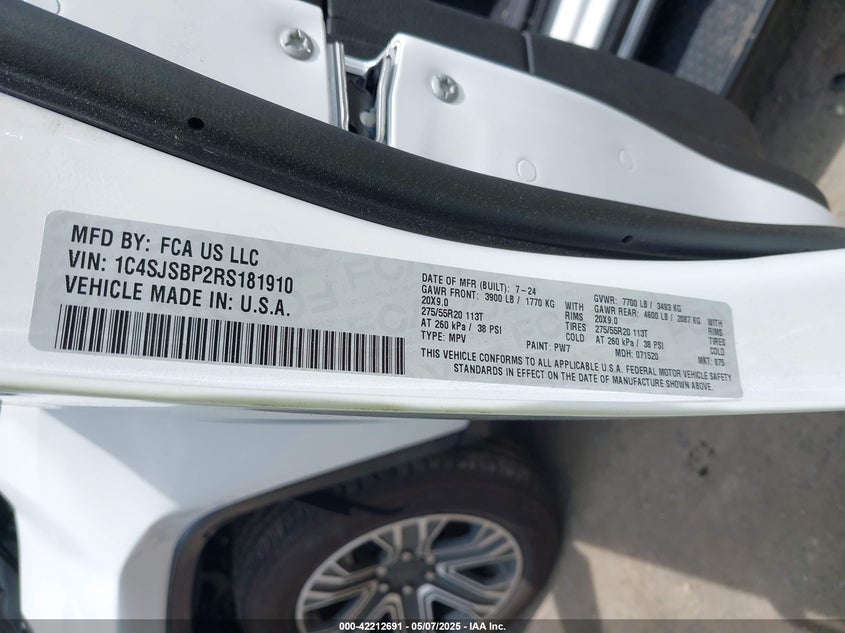 MFD BY: FCA US LLC
VIN: 1C4SJSBP2RS181910
VEHICLE MADE IN: U.S.A.
DATE OF MFR (BUILT): 7-24 GVWR: 7700 LB / 3493 KG
GAWR FRONT: 3900 LB / 1770 KG WITH GAWR REAR: 4600 LB / 2087 KG WITH
20X9.0 RIMS 20X9.0 RIMS
275/55R20 113T TIRES 275/55R20 113T TIRES
AT 260 kPa / 38 PSI COLD AT 260 kPa / 38 PSI COLD
TYPE: MPV PAINT: PW7 MDH: 071520 MKT: 875
THIS VEHICLE CONFORMS TO ALL APPLICABLE U.S.A. FEDERAL MOTOR VEHICLE SAFETY
STANDARDS IN EFFECT ON THE DATE OF MANUFACTURE SHOWN ABOVE.
000-42212691 - 05/07/2025 - IAA Inc.